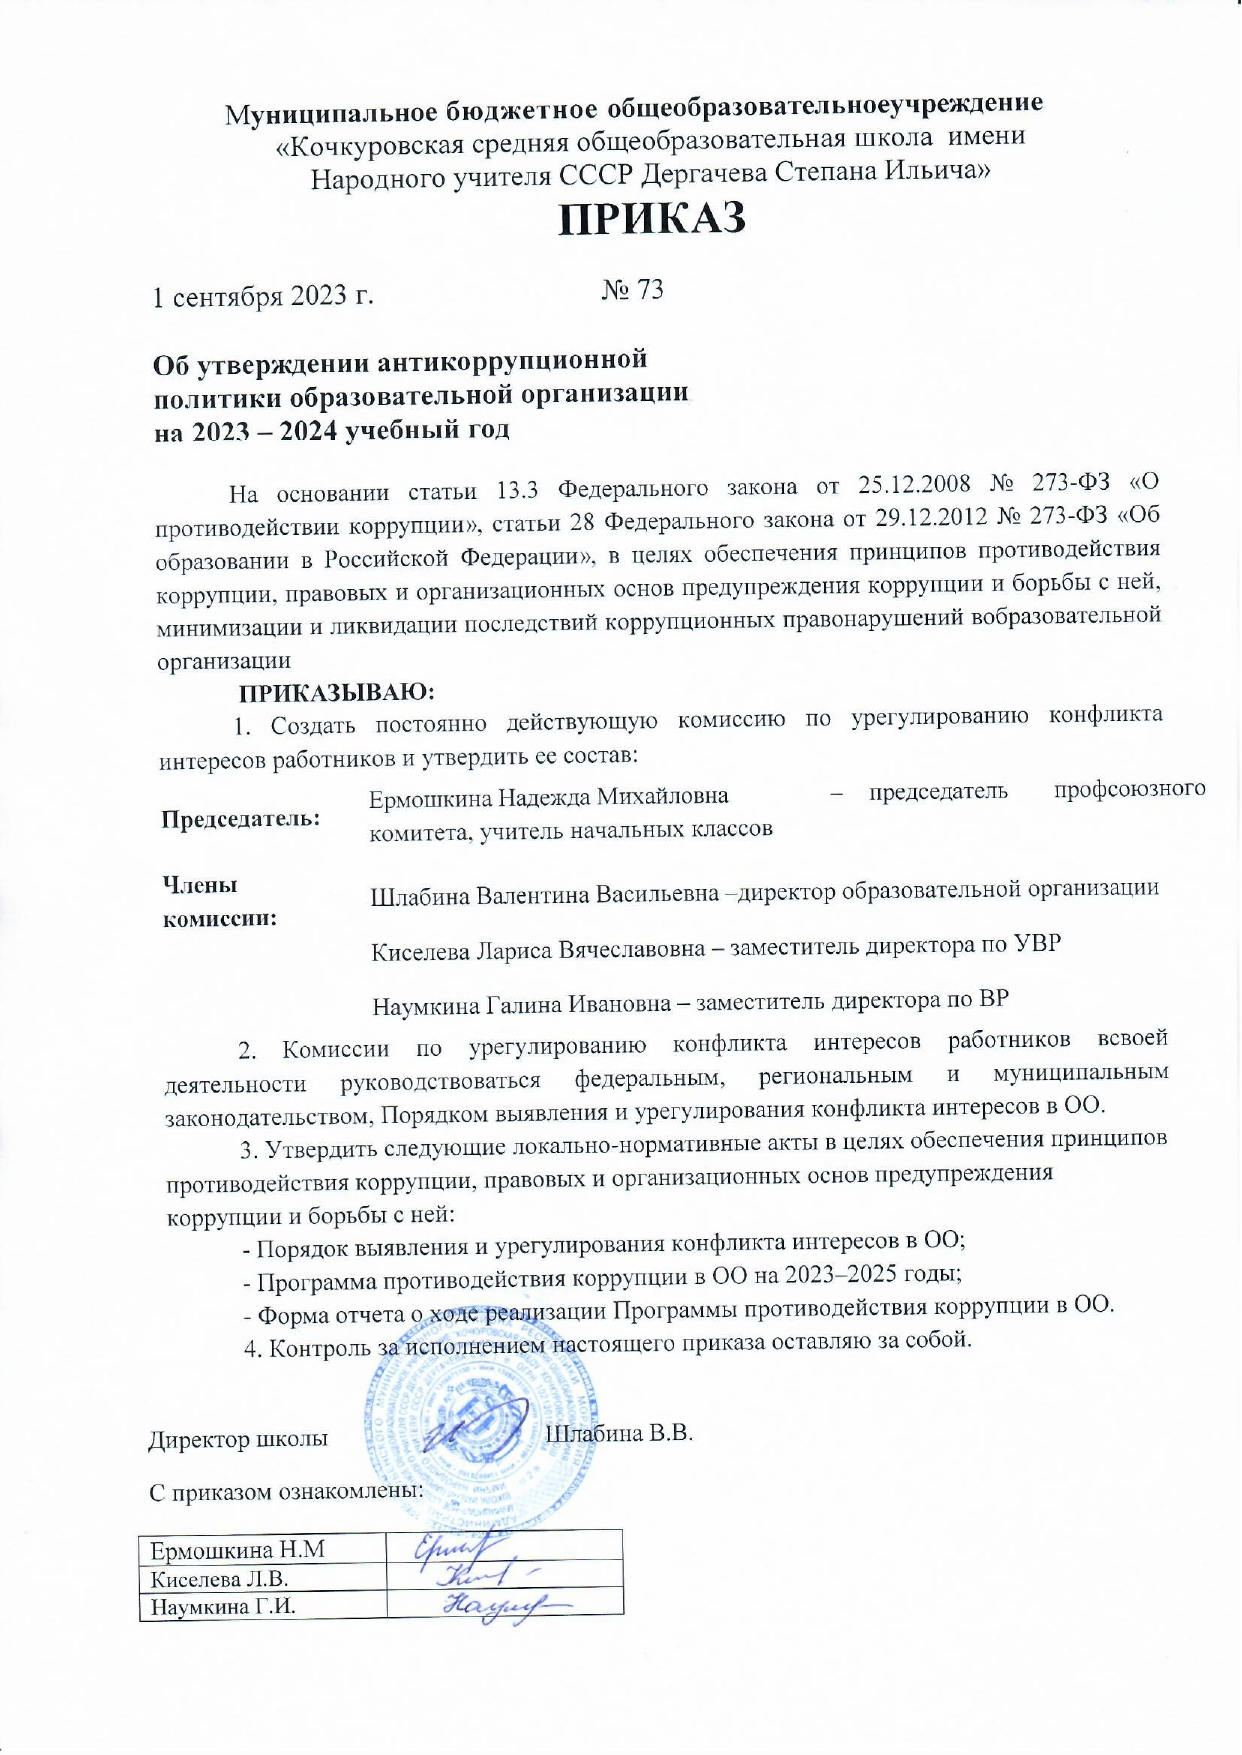 Муниципальное бюджетное общеобразовательноеучреждение
«Кочкуровская средняя общеобразовательная школа имени
Народного учителя СССР Дергачева Степана Ильича»
ПРИКАЗ
1 сентября 2023 г. № 73
Об утверждении антикоррупционной
политики образовательной организации
на 2023 – 2024 учебный год
На основании статьи 13.3 Федерального закона от 25.12.2008 № 273-ФЗ «О
противодействии коррупции», статьи 28 Федерального закона от 29.12.2012 № 273-ФЗ «Об
образовании в Российской Федерации», в целях обеспечения принципов противодействия
коррупции, правовых и организационных основ предупреждения коррупции и борьбы с ней,
минимизации и ликвидации последствий коррупционных правонарушений вобразовательной
организации
ПРИКАЗЫВАЮ:
1. Создать постоянно действующую комиссию по урегулированию конфликта
интересов работников и утвердить ее состав:
Председатель: Ермошкина Надежда Михайловна – председатель профсоюзного
комитета, учитель начальных классов
Члены
комиссии:
Шлабина Валентина Васильевна –директор образовательной организации
Киселева Лариса Вячеславовна – заместитель директора по УВР
Наумкина Галина Ивановна – заместитель директора по ВР
2. Комиссии по урегулированию конфликта интересов работников всвоей
деятельности руководствоваться федеральным, региональным и муниципальным
законодательством, Порядком выявления и урегулирования конфликта интересов в ОО.
3. Утвердить следующие локально-нормативные акты в целях обеспечения принципов
противодействия коррупции, правовых и организационных основ предупреждения
коррупции и борьбы с ней:
- Порядок выявления и урегулирования конфликта интересов в ОО;
- Программа противодействия коррупции в ОО на 2023–2025 годы;
- Форма отчета о ходе реализации Программы противодействия коррупции в ОО.
4. Контроль за исполнением настоящего приказа оставляю за собой.
Директор школы Шлабина В.В.
С приказом ознакомлены:
Ермошкина Н.М
Киселева Л.В.
Наумкина Г.И.